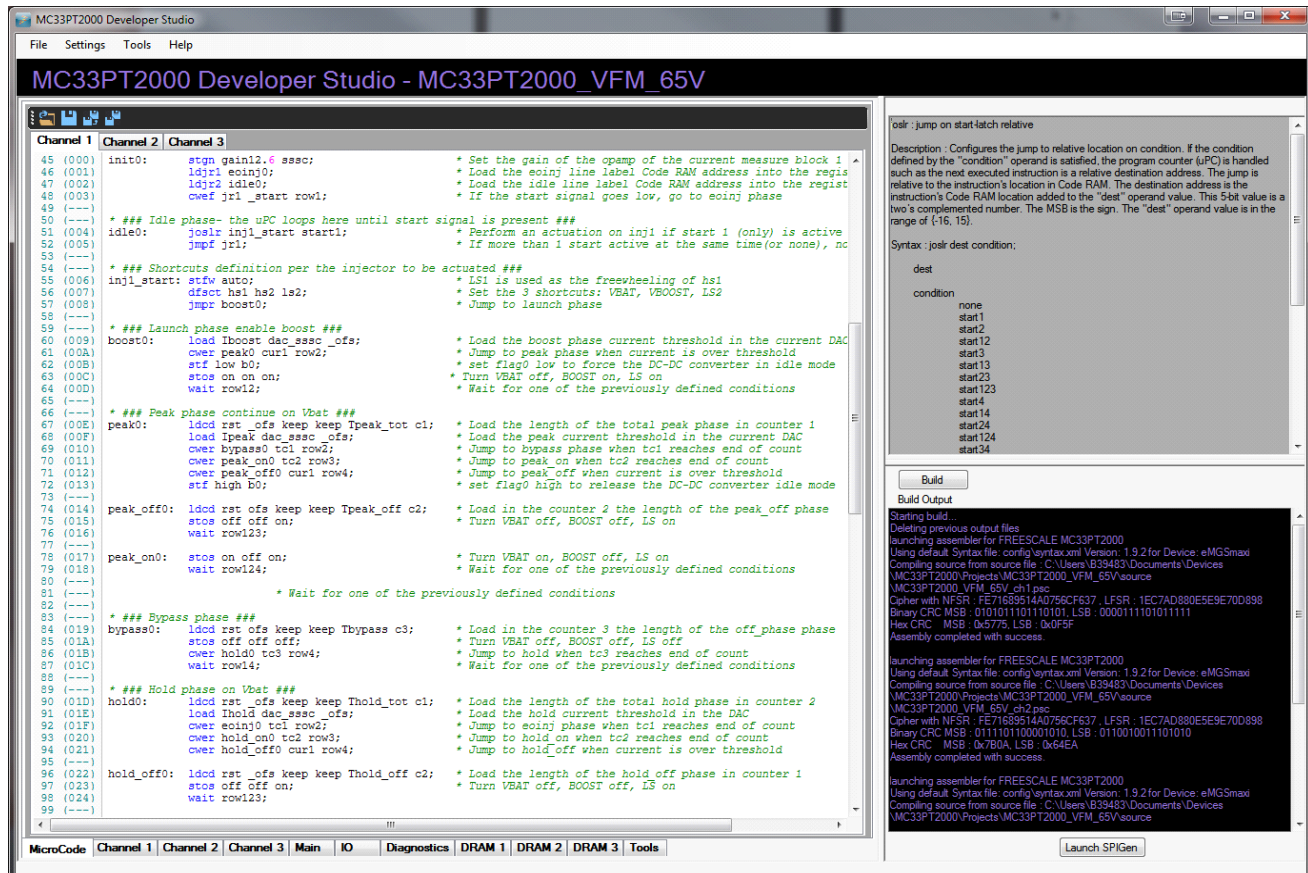 MC33PT2000 Developer Studio
File Settings Tools Help
MC33PT2000 Developer Studio - MC33PT2000_VFM_65V
Channel 1 Channel 2 Channel 3
45 (000) init0: stgn gain12.6 sssc; * Set the gain of the opamp of the current measure block 1
46 (001) ldjr1 eoinj0; * Load the eoinj line label Code RAM address into the regis
47 (002) ldjr2 idle0; * Load the idle line label Code RAM address into the regist
48 (003) cwef jr1 _start row1; * If the start signal goes low, go to eoinj phase
49 (---)
50 (---) * ### Idle phase- the uPC loops here until start signal is present ###
51 (004) idle0: joslr inj1_start start1; * Perform an actuation on inj1 if start 1 (only) is active
52 (005) jmpf jr1; * If more than 1 start active at the same time(or none), no
53 (---)
54 (---) * ### Shortcuts definition per the injector to be actuated ###
55 (006) inj1_start: stfw auto; * LS1 is used as the freewheeling of hs1
56 (007) dfsct hs1 hs2 ls2; * Set the 3 shortcuts: VBAT, VBOOST, LS2
57 (008) jmpr boost0; * Jump to launch phase
58 (---)
59 (---) * ### Launch phase enable boost ###
60 (009) boost0: load Iboost dac_sssc _ofs; * Load the boost phase current threshold in the current DAC
61 (00A) cwer peak0 cur1 row2; * Jump to peak phase when current is over threshold
62 (00B) stf low b0; * set flag0 low to force the DC-DC converter in idle mode
63 (00C) stos on on on; * Turn VBAT off, BOOST on, LS on
64 (00D) wait row12; * Wait for one of the previously defined conditions
65 (---)
66 (---) * ### Peak phase continue on Vbat ###
67 (00E) peak0: ldcd rst _ofs keep keep Tpeak_tot c1; * Load the length of the total peak phase in counter 1
68 (00F) load Ipeak dac_sssc _ofs; * Load the peak current threshold in the current DAC
69 (010) cwer bypass0 tc1 row2; * Jump to bypass phase when tc1 reaches end of count
70 (011) cwer peak_on0 tc2 row3; * Jump to peak_on when tc2 reaches end of count
71 (012) cwer peak_off0 cur1 row4; * Jump to peak_off when current is over threshold
72 (013) stf high b0; * set flag0 high to release the DC-DC converter idle mode
73 (---)
74 (014) peak_off0: ldcd rst ofs keep keep Tpeak_off c2; * Load in the counter 2 the length of the peak_off phase
75 (015) stos off off on; * Turn VBAT off, BOOST off, LS on
76 (016) wait row123;
77 (---)
78 (017) peak_on0: stos on off on; * Turn VBAT on, BOOST off, LS on
79 (018) wait row124; * Wait for one of the previously defined conditions
80 (---)
81 (---) * Wait for one of the previously defined conditions
82 (---)
83 (---) * ### Bypass phase ###
84 (019) bypass0: ldcd rst ofs keep keep Tbypass c3; * Load in the counter 3 the length of the off_phase phase
85 (01A) stos off off off; * Turn VBAT off, BOOST off, LS off
86 (01B) cwer hold0 tc3 row4; * Jump to hold when tc3 reaches end of count
87 (01C) wait row14; * Wait for one of the previously defined conditions
88 (---)
89 (---) * ### Hold phase on Vbat ###
90 (01D) hold0: ldcd rst _ofs keep keep Thold_tot c1; * Load the length of the total hold phase in counter 2
91 (01E) load Ihold dac_sssc _ofs; * Load the hold current threshold in the DAC
92 (01F) cwer eoinj0 tc1 row2; * Jump to eoinj phase when tc1 reaches end of count
93 (020) cwer hold_on0 tc2 row3; * Jump to hold_on when tc2 reaches end of count
94 (021) cwer hold_off0 cur1 row4; * Jump to hold_off when current is over threshold
95 (---)
96 (022) hold_off0: ldcd rst _ofs keep keep Thold_off c2; * Load the length of the hold_off phase in counter 1
97 (023) stos off off on; * Turn VBAT off, BOOST off, LS on
98 (024) wait row123;
99 (---)
MicroCode Channel 1 Channel 2 Channel 3 Main IO Diagnostics DRAM 1 DRAM 2 DRAM 3 Tools
oslr : jump on start-latch relative
Description : Configures the jump to relative location on condition. If the condition
defined by the "condition" operand is satisfied, the program counter (uPC) is handled
such as the next executed instruction is a relative destination address. The jump is
relative to the instruction's location in Code RAM. The destination address is the
instruction's Code RAM location added to the "dest" operand value. This 5-bit value is a
two's complemented number. The MSB is the sign. The "dest" operand value is in the
range of {-16, 15}.
Syntax : joslr dest condition;
dest
condition
none
start1
start2
start12
start3
start13
start23
start123
start4
start14
start24
start124
start34
Build
Build Output
Starting build...
Deleting previous output files
launching assembler for FREESCALE MC33PT2000
Using default Syntax file: config\syntax.xml Version: 1.9.2 for Device: eMGSmaxi
Compiling source from source file : C:\Users\B39483\Documents\Devices
\MC33PT2000\Projects\MC33PT2000_VFM_65V\source
\MC33PT2000_VFM_65V_ch1.psc
Cipher with NFSR : FE71689514A0756CF637 , LFSR : 1EC7AD880E5E9E70D898
Binary CRC MSB : 0101011101110101, LSB : 0000111101011111
Hex CRC MSB : 0x5775, LSB : 0x0F5F
Assembly completed with success.
launching assembler for FREESCALE MC33PT2000
Using default Syntax file: config\syntax.xml Version: 1.9.2 for Device: eMGSmaxi
Compiling source from source file : C:\Users\B39483\Documents\Devices
\MC33PT2000\Projects\MC33PT2000_VFM_65V\source
\MC33PT2000_VFM_65V_ch2.psc
Cipher with NFSR : FE71689514A0756CF637 , LFSR : 1EC7AD880E5E9E70D898
Binary CRC MSB : 0111101100001010, LSB : 0110010011101010
Hex CRC MSB : 0x7B0A, LSB : 0x64EA
Assembly completed with success.
launching assembler for FREESCALE MC33PT2000
Using default Syntax file: config\syntax.xml Version: 1.9.2 for Device: eMGSmaxi
Compiling source from source file : C:\Users\B39483\Documents\Devices
\MC33PT2000\Projects\MC33PT2000_VFM_65V\source
Launch SPIGen